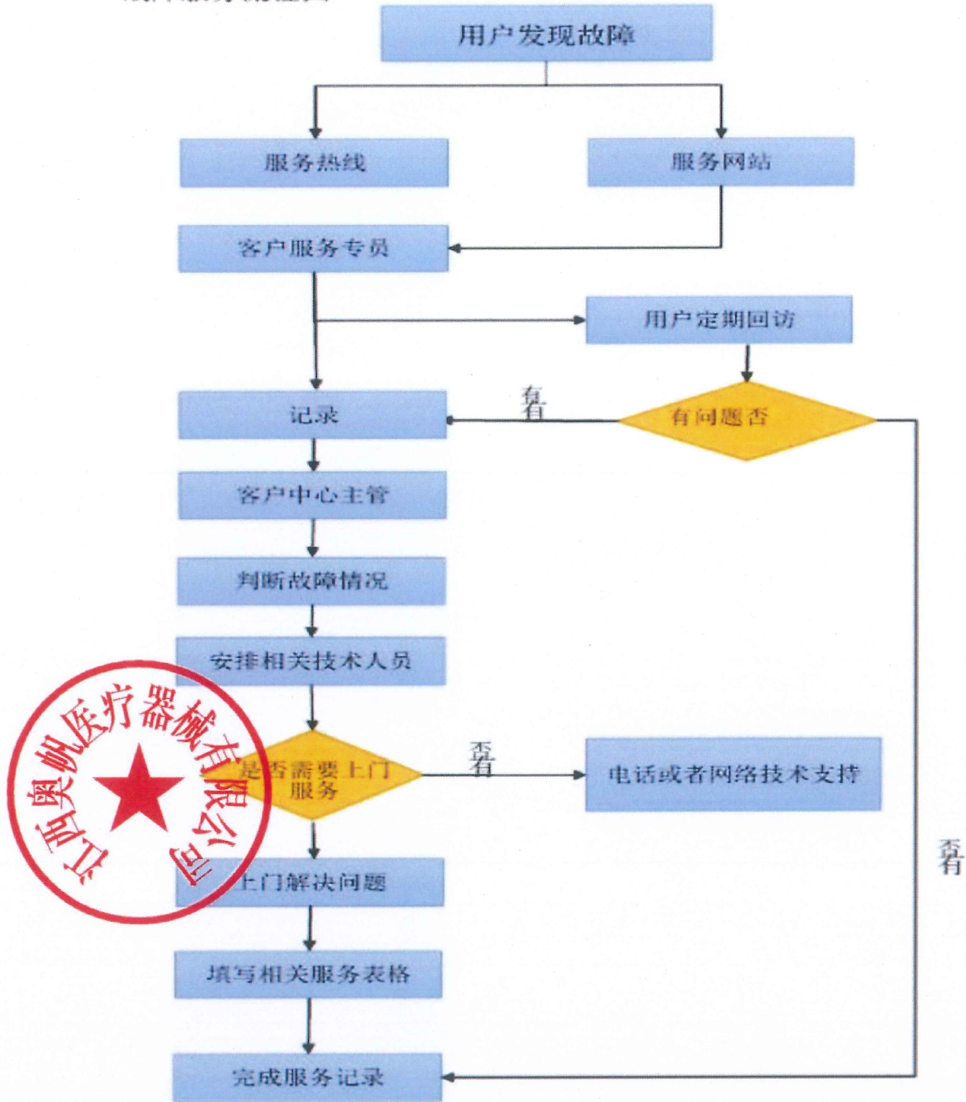 用户发现故障
服务热线
服务网站
客户服务专员
用户定期回访
记录
有有
有问题否
客户中心主管
判断故障情况
安排相关技术人员
江西奥帆医疗器械有限公司
是否需要上门
服务
否有
电话或者网络技术支持
否有
上门解决问题
填写相关服务表格
完成服务记录